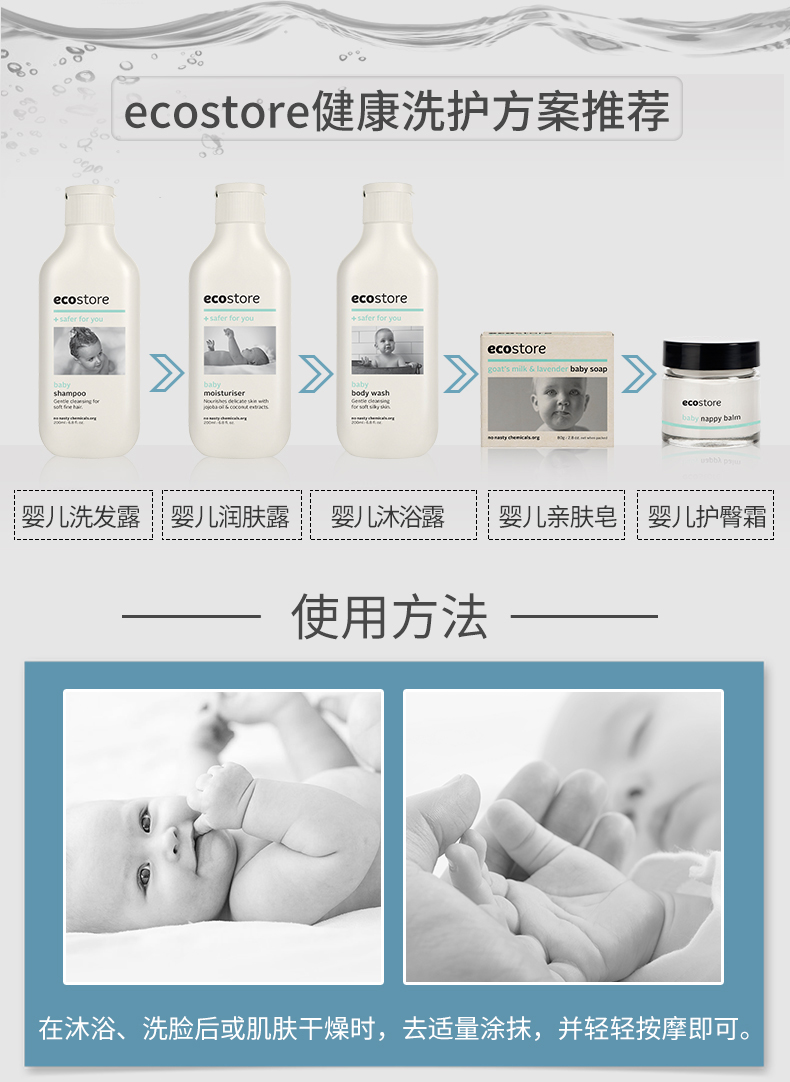 ecostore健康洗护方案推荐
ecostore
+ safer for you
baby
shampoo
Gentle cleansing for
soft fine hair.
no nasty chemicals.org
200ml · 6.8 fl oz.
ecostore
+ safer for you
baby
moisturiser
Nourishes delicate skin with
jojoba oil & coconut extracts.
no nasty chemicals.org
200ml · 6.8 fl oz.
ecostore
+ safer for you
baby
body wash
Gentle cleansing
for soft silky skin.
no nasty chemicals.org
200ml · 6.8 fl oz.
ecostore
goat's milk & lavender baby soap
no nasty chemicals.org
80g · 2.8 oz. net when packed
ecostore
baby nappy balm
婴儿洗发露
婴儿润肤露
婴儿沐浴露
婴儿亲肤皂
婴儿护臀霜
使用方法
在沐浴、洗脸后或肌肤干燥时，去适量涂抹，并轻轻按摩即可。